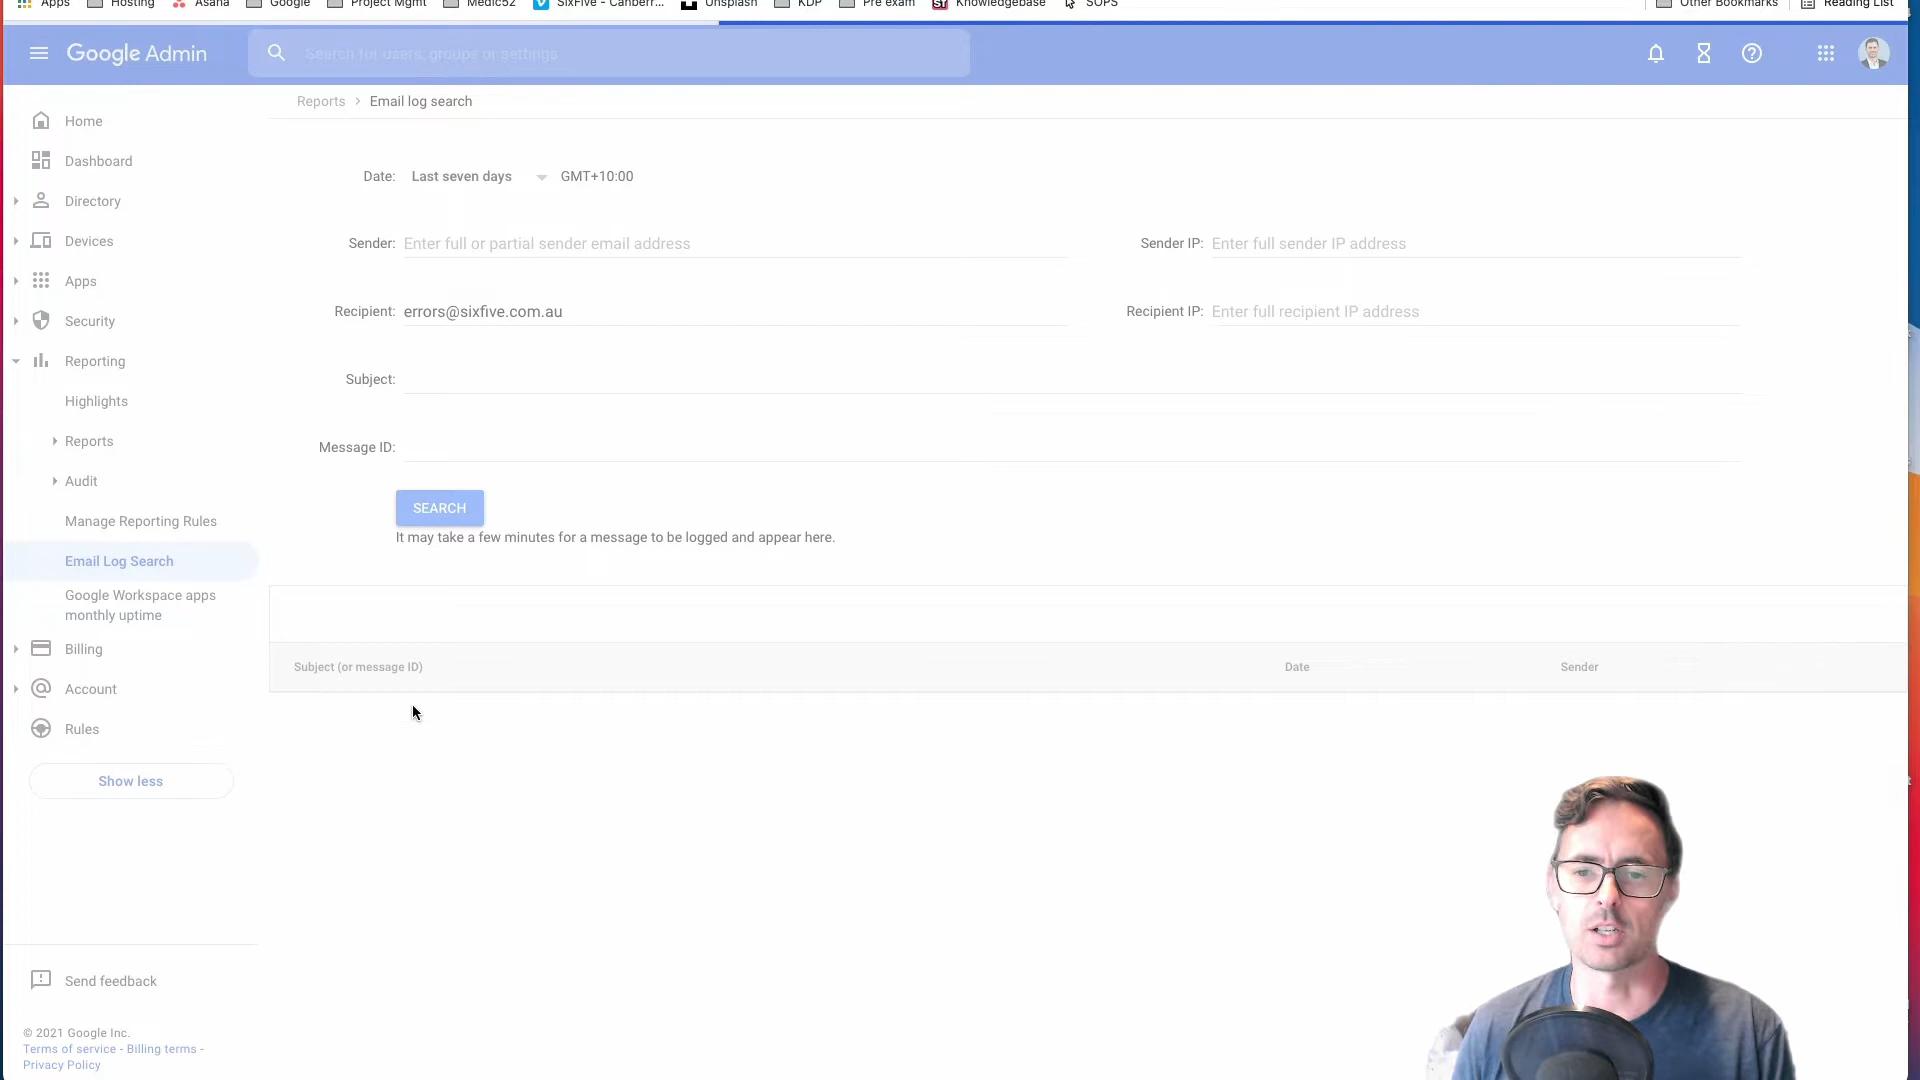 Apps Hosting Asana Google Project Mgmt Medic52 SixFive - Canberr... Unsplash KDP Pre exam Knowledgebase SOPS Other Bookmarks Reading List
Google Admin
Search for users, groups or settings
Reports > Email log search
Home
Dashboard
Directory
Devices
Apps
Security
Reporting
Highlights
Reports
Audit
Manage Reporting Rules
Email Log Search
Google Workspace apps
monthly uptime
Billing
Account
Rules
Show less
Send feedback
© 2021 Google Inc.
Terms of service - Billing terms -
Privacy Policy
Date: Last seven days GMT+10:00
Sender: Enter full or partial sender email address
Sender IP: Enter full sender IP address
Recipient: errors@sixfive.com.au
Recipient IP: Enter full recipient IP address
Subject:
Message ID:
SEARCH
It may take a few minutes for a message to be logged and appear here.
Subject (or message ID) Date Sender